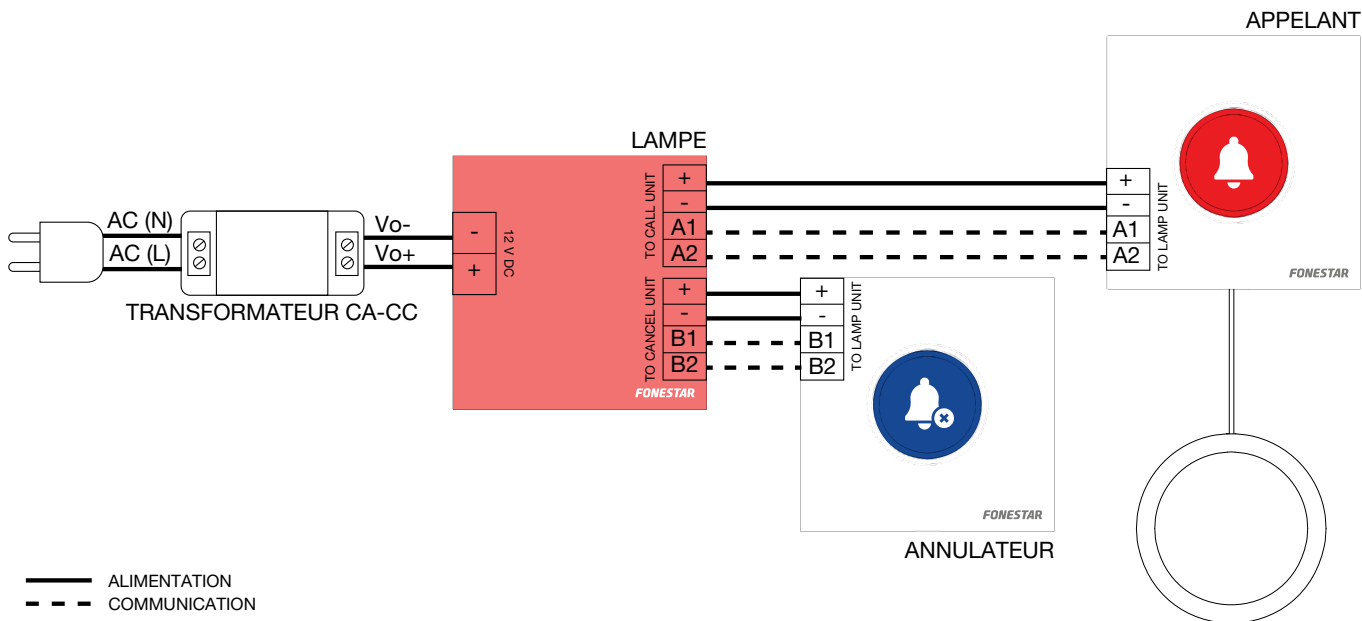 APPELANT
LAMPE
TRANSFORMATEUR CA-CC
AC (N)
AC (L)
Vo-
Vo+
-
+
12 V DC
TO CALL UNIT
+
-
A1
A2
TO CANCEL UNIT
+
-
B1
B2
FONESTAR
+
-
A1
A2
TO LAMP UNIT
FONESTAR
+
-
B1
B2
TO LAMP UNIT
FONESTAR
ANNULATEUR
ALIMENTATION
COMMUNICATION